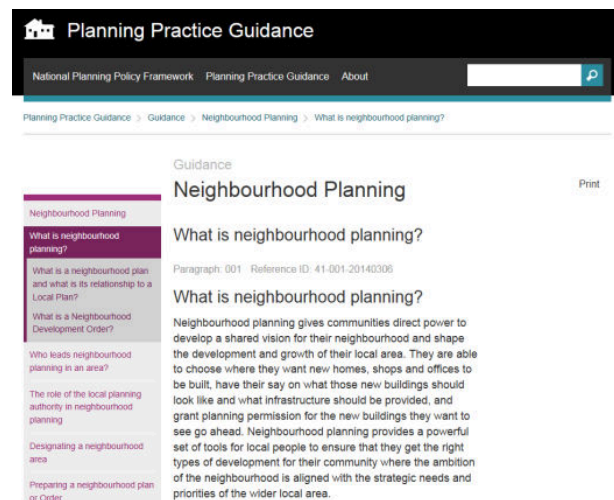 Planning Practice Guidance
National Planning Policy Framework Planning Practice Guidance About
Planning Practice Guidance > Guidance > Neighbourhood Planning > What is neighbourhood planning?
Guidance
Neighbourhood Planning
Print
Neighbourhood Planning
What is neighbourhood
planning?
What is a neighbourhood plan
and what is its relationship to a
Local Plan?
What is a Neighbourhood
Development Order?
Who leads neighbourhood
planning in an area?
The role of the local planning
authority in neighbourhood
planning
Designating a neighbourhood
area
Preparing a neighbourhood plan
or Order
What is neighbourhood planning?
Paragraph: 001 Reference ID: 41-001-20140306
What is neighbourhood planning?
Neighbourhood planning gives communities direct power to
develop a shared vision for their neighbourhood and shape
the development and growth of their local area. They are able
to choose where they want new homes, shops and offices to
be built, have their say on what those new buildings should
look like and what infrastructure should be provided, and
grant planning permission for the new buildings they want to
see go ahead. Neighbourhood planning provides a powerful
set of tools for local people to ensure that they get the right
types of development for their community where the ambition
of the neighbourhood is aligned with the strategic needs and
priorities of the wider local area.